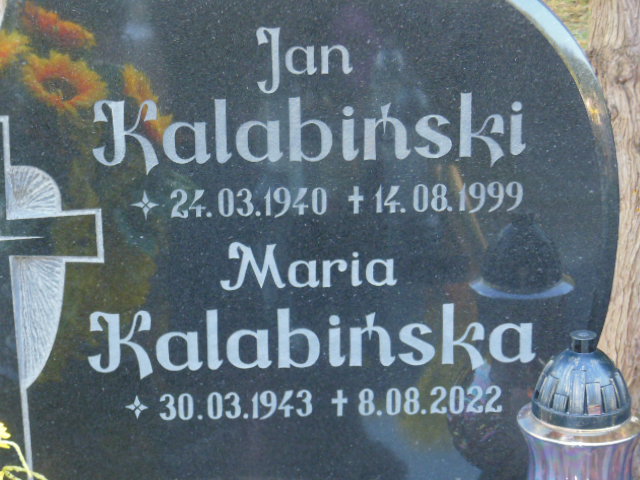 Jan
Kalabiński
✧ 24.03.1940 ✝ 14.08.1999
Maria
Kalabińska
✧ 30.03.1943 ✝ 8.08.2022